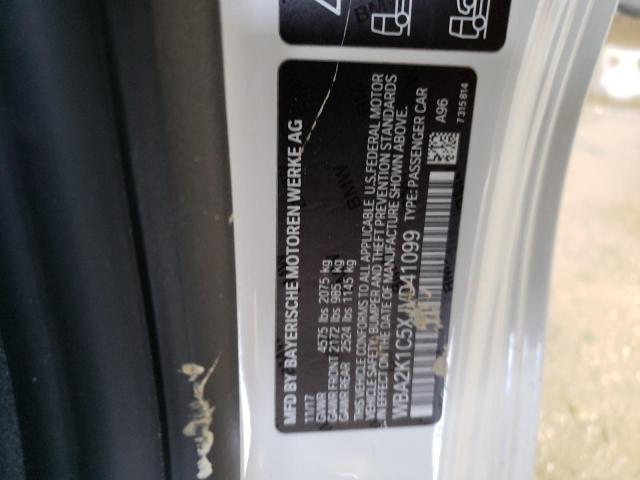 MFD BY BAYERISCHE MOTOREN WERKE AG
11/17
GVWR 4575 lbs 2075 kg
GAWR FRONT 2172 lbs 985 kg
GAWR REAR 2524 lbs 1145 kg
THIS VEHICLE CONFORMS TO ALL APPLICABLE U.S.FEDERAL MOTOR
VEHICLE SAFETY, BUMPER AND THEFT PREVENTION STANDARDS
IN EFFECT ON DATE OF MANUFACTURE SHOWN ABOVE.
WBA2K1C5XJVD41099 TYPE: PASSENGER CAR
A96
7 315 814